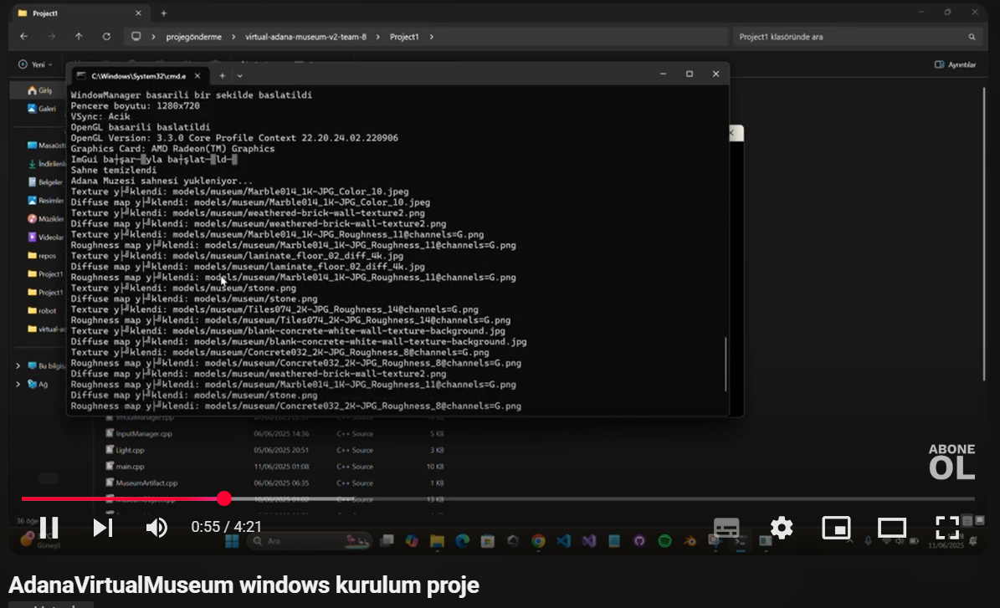 Project1
projegönderme > virtual-adana-museum-v2-team-8 > Project1 >
Project1 klasöründe ara
Yeni
Ayrıntılar
Giriş
Galeri
Masaüstü
İndirilenler
Belgeler
Resimler
Müzikler
Videolar
repos
Project1
Project1
robot
virtual-ad
Bu bilgisa
Ağ
C:\Windows\System32\cmd.e
WindowManager basarili bir sekilde baslatildi
Pencere boyutu: 1280x720
VSync: Acik
OpenGL basarili baslatildi
OpenGL Version: 3.3.0 Core Profile Context 22.20.24.02.220906
Graphics Card: AMD Radeon(TM) Graphics
ImGui ba┼şar─▒yla ba┼şlat─▒ld─▒
Sahne temizlendi
Adana Muzesi sahnesi yukleniyor...
Texture y├╝klendi: models/museum/Marble014_1K-JPG_Color_10.jpeg
Diffuse map y├╝klendi: models/museum/Marble014_1K-JPG_Color_10.jpeg
Texture y├╝klendi: models/museum/weathered-brick-wall-texture2.png
Diffuse map y├╝klendi: models/museum/weathered-brick-wall-texture2.png
Texture y├╝klendi: models/museum/Marble014_1K-JPG_Roughness_11@channels=G.png
Roughness map y├╝klendi: models/museum/Marble014_1K-JPG_Roughness_11@channels=G.png
Texture y├╝klendi: models/museum/laminate_floor_02_diff_4k.jpg
Diffuse map y├╝klendi: models/museum/laminate_floor_02_diff_4k.jpg
Roughness map y├╝klendi: models/museum/Marble014_1K-JPG_Roughness_11@channels=G.png
Texture y├╝klendi: models/museum/stone.png
Diffuse map y├╝klendi: models/museum/stone.png
Texture y├╝klendi: models/museum/Tiles074_2K-JPG_Roughness_14@channels=G.png
Roughness map y├╝klendi: models/museum/Tiles074_2K-JPG_Roughness_14@channels=G.png
Texture y├╝klendi: models/museum/blank-concrete-white-wall-texture-background.jpg
Diffuse map y├╝klendi: models/museum/blank-concrete-white-wall-texture-background.jpg
Texture y├╝klendi: models/museum/Concrete032_2K-JPG_Roughness_8@channels=G.png
Roughness map y├╝klendi: models/museum/Concrete032_2K-JPG_Roughness_8@channels=G.png
Diffuse map y├╝klendi: models/museum/weathered-brick-wall-texture2.png
Roughness map y├╝klendi: models/museum/Marble014_1K-JPG_Roughness_11@channels=G.png
Diffuse map y├╝klendi: models/museum/stone.png
Roughness map y├╝klendi: models/museum/Concrete032_2K-JPG_Roughness_8@channels=G.png
InputManager.cpp 06/06/2025 14:36 C++ Source 5 KB
Light.cpp 05/06/2025 20:51 C++ Source 3 KB
main.cpp 11/06/2025 01:08 C++ Source 10 KB
MuseumArtifact.cpp 06/06/2025 06:35 C++ Source 1 KB
ABONE
OL
0:55 / 4:21
Güneşli
Ara
11/06/2025
AdanaVirtualMuseum windows kurulum proje